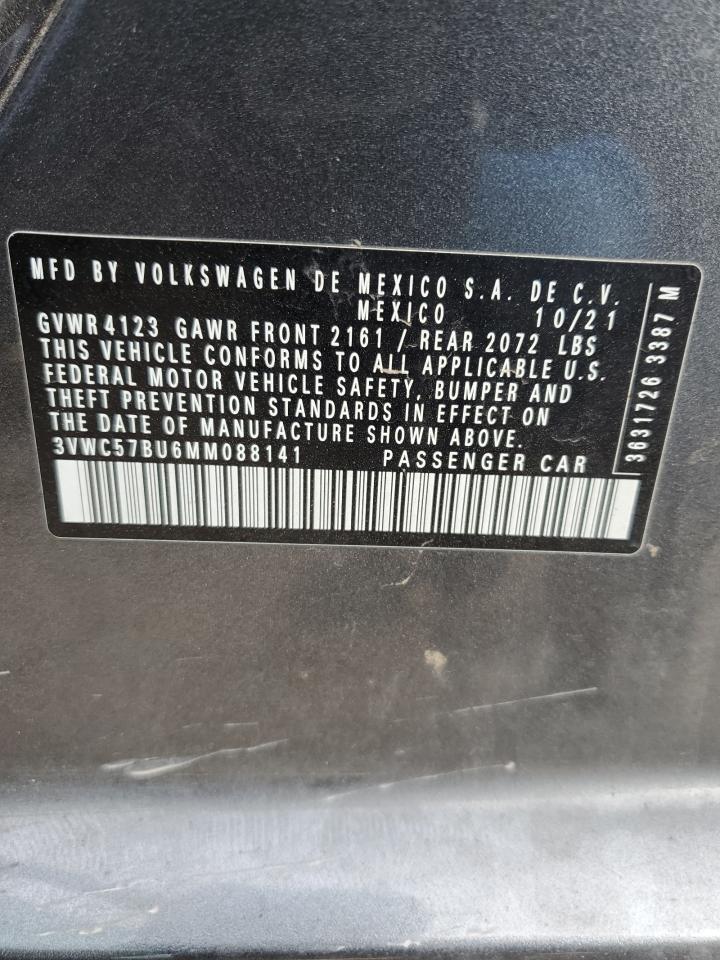 MFD BY VOLKSWAGEN DE MEXICO S.A. DE C.V.
MEXICO 10/21
GVWR 4123 GAWR FRONT 2161 / REAR 2072 LBS
THIS VEHICLE CONFORMS TO ALL APPLICABLE U.S.
FEDERAL MOTOR VEHICLE SAFETY, BUMPER AND
THEFT PREVENTION STANDARDS IN EFFECT ON
THE DATE OF MANUFACTURE SHOWN ABOVE.
3VWC57BU6MM088141 PASSENGER CAR
3631726 3387 M